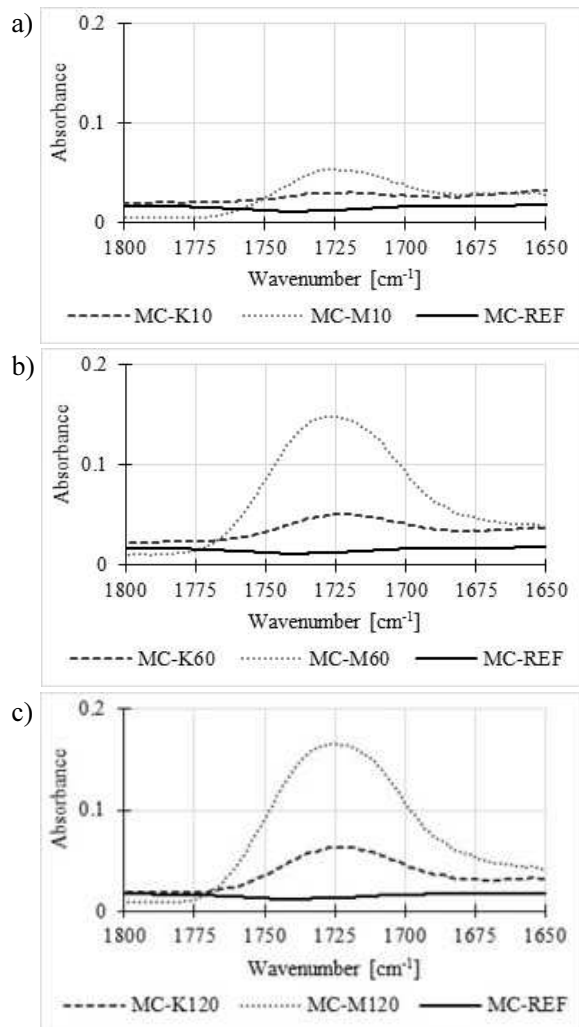 a)
0.2
0.1
0
Absorbance
1800 1775 1750 1725 1700 1675 1650
Wavenumber [cm⁻¹]
MC-K10 MC-M10 MC-REF
b)
0.2
0.1
0
Absorbance
1800 1775 1750 1725 1700 1675 1650
Wavenumber [cm⁻¹]
MC-K60 MC-M60 MC-REF
c)
0.2
0.1
0
Absorbance
1800 1775 1750 1725 1700 1675 1650
Wavenumber [cm⁻¹]
MC-K120 MC-M120 MC-REF